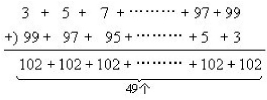 3 + 5 + 7 + ……… + 97 + 99
+) 99 + 97 + 95 + ……… + 5 + 3
102 + 102 + 102 + ……… + 102 + 102
49个